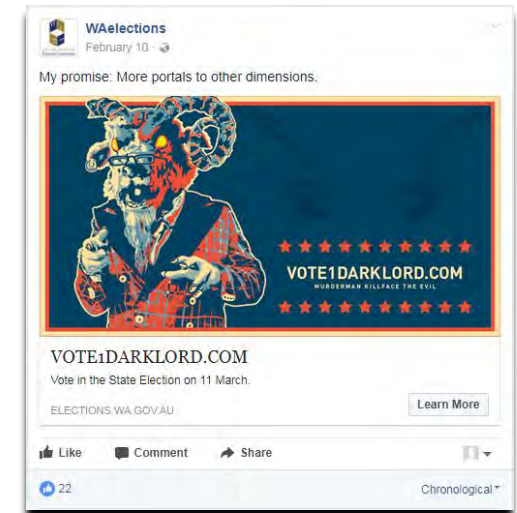 WAelections
February 10 ·
My promise: More portals to other dimensions.
VOTE1DARKLORD.COM
MURDERMAN KILLFACE THE EVIL
VOTE1DARKLORD.COM
Vote in the State Election on 11 March.
ELECTIONS.WA.GOV.AU
Learn More
Like Comment Share
22 Chronological